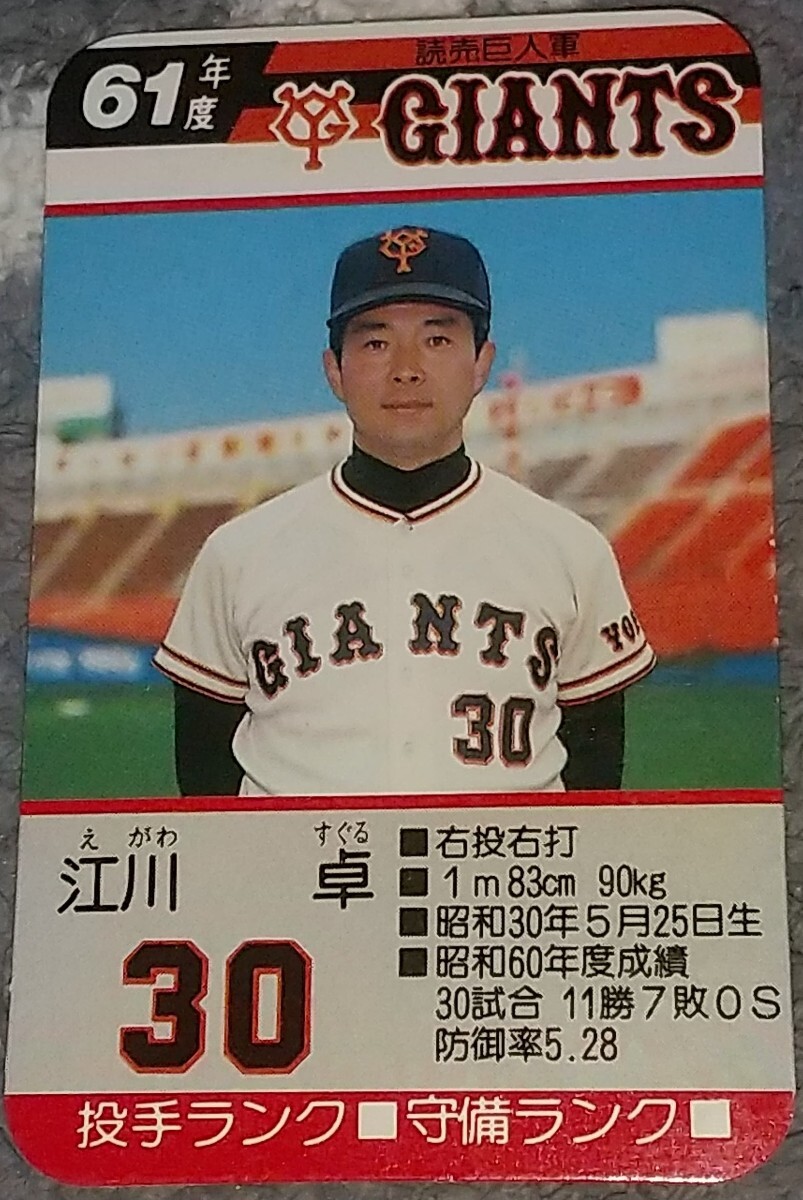 61年度
読売巨人軍
GIANTS
GIANTS
30
えがわ すぐる
江川 卓
30
■右投右打
■1m83cm 90kg
■昭和30年5月25日生
■昭和60年度成績
30試合 11勝7敗0S
防御率5.28
投手ランク■守備ランク■